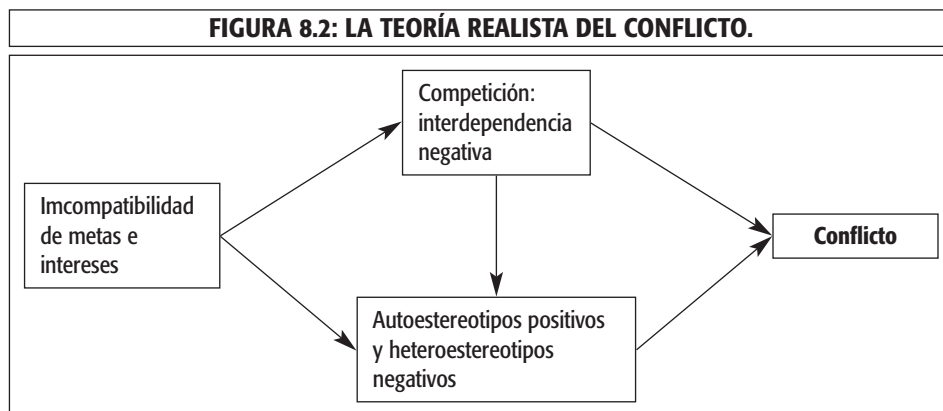 FIGURA 8.2: LA TEORÍA REALISTA DEL CONFLICTO.
Competición:
interdependencia
negativa
Imcompatibilidad
de metas e
intereses
Conflicto
Autoestereotipos positivos
y heteroestereotipos
negativos